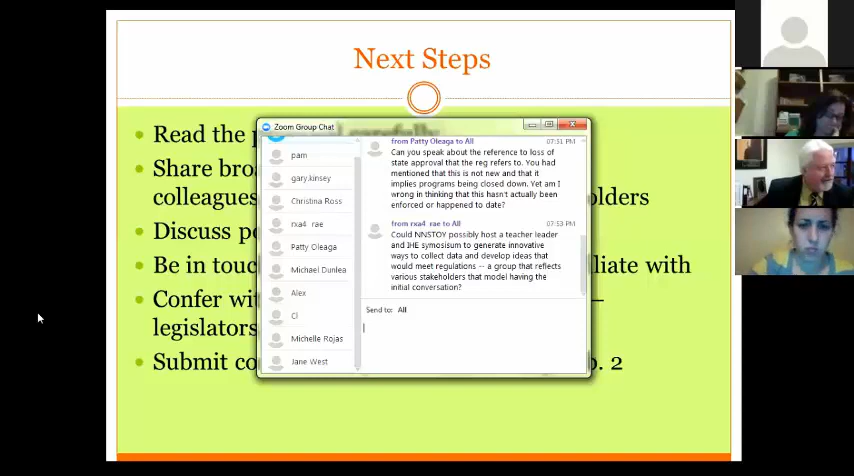 Next Steps
Read the
Share broa
colleagues
olders
Discuss po
Be in touc
iliate with
Confer wit
–
legislators
Submit co
b. 2
Zoom Group Chat
pam
gary.kinsey
Christina Ross
rxa4 rae
Patty Oleaga
Michael Dunlea
Alex
Cl
Michelle Rojas
Jane West
from Patty Oleaga to All 07:51 PM
Can you speak about the reference to loss of
state approval that the reg refers to. You had
mentioned that this is not new and that it
implies programs being closed down. Yet am I
wrong in thinking that this hasn't actually been
enforced or happened to date?
from rxa4 rae to All 07:53 PM
Could NNSTOY possibly host a teacher leader
and IHE symosisum to generate innovative
ways to collect data and develop ideas that
would meet regulations -- a group that reflects
various stakeholders that model having the
initial conversation?
Send to: All